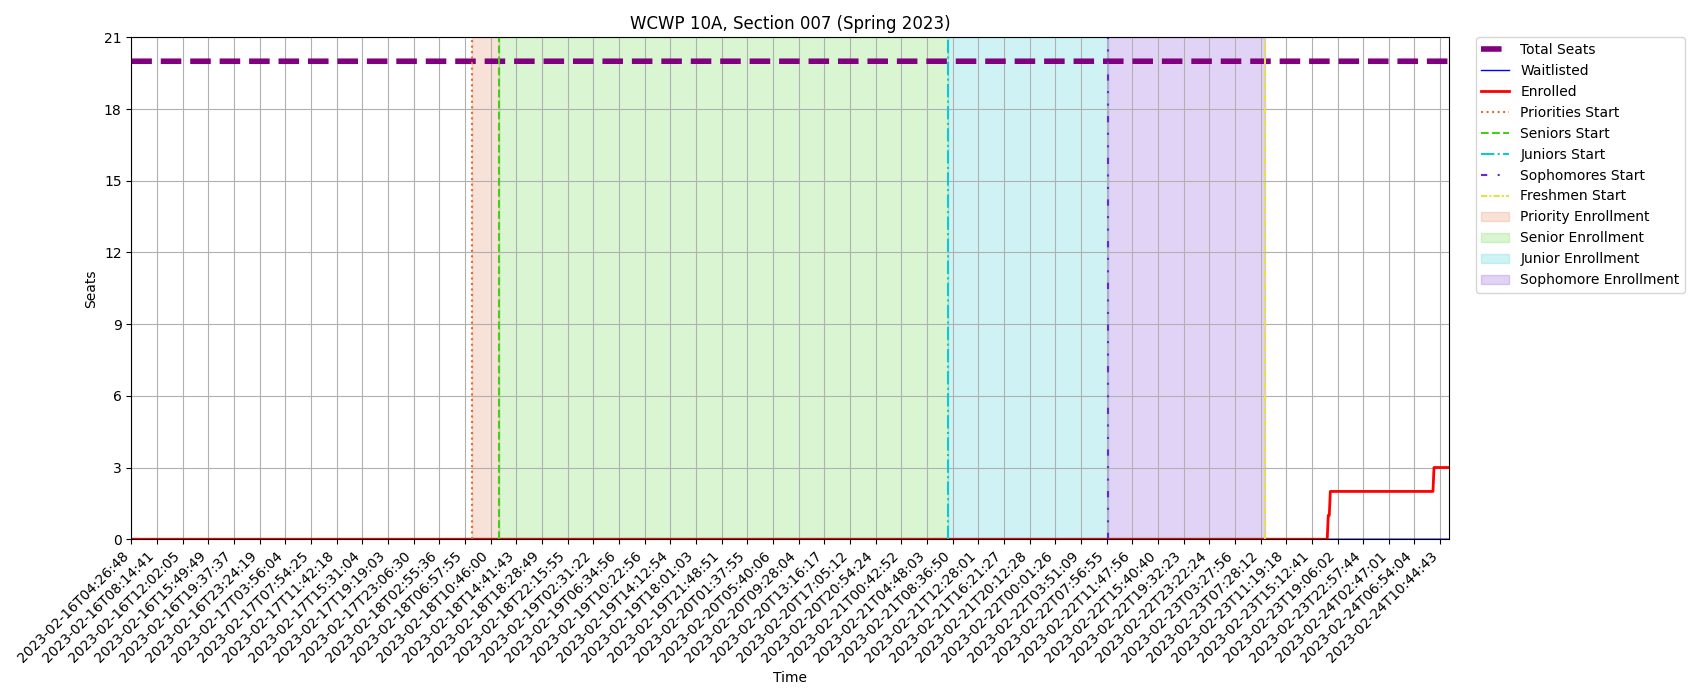 WCWP 10A, Section 007 (Spring 2023)
21
18
15
12
9
6
3
0
Seats
2023-02-16T04:26:48
2023-02-16T08:14:41
2023-02-16T12:02:05
2023-02-16T15:49:49
2023-02-16T19:37:37
2023-02-16T23:24:19
2023-02-17T03:56:04
2023-02-17T07:54:25
2023-02-17T11:42:18
2023-02-17T15:31:04
2023-02-17T19:19:03
2023-02-17T23:06:30
2023-02-18T02:55:36
2023-02-18T06:57:55
2023-02-18T10:46:00
2023-02-18T14:41:43
2023-02-18T18:28:49
2023-02-18T22:15:55
2023-02-19T02:31:22
2023-02-19T06:34:56
2023-02-19T10:22:56
2023-02-19T14:12:54
2023-02-19T18:01:03
2023-02-19T21:48:51
2023-02-20T01:37:55
2023-02-20T05:40:06
2023-02-20T09:28:04
2023-02-20T13:16:17
2023-02-20T17:05:12
2023-02-20T20:54:24
2023-02-21T00:42:52
2023-02-21T04:48:03
2023-02-21T08:36:50
2023-02-21T12:28:01
2023-02-21T16:21:27
2023-02-21T20:12:28
2023-02-22T00:01:26
2023-02-22T03:51:09
2023-02-22T07:56:55
2023-02-22T11:47:56
2023-02-22T15:40:40
2023-02-22T19:32:23
2023-02-22T23:22:24
2023-02-23T03:27:56
2023-02-23T07:28:12
2023-02-23T11:19:18
2023-02-23T15:12:41
2023-02-23T19:06:02
2023-02-23T22:57:44
2023-02-24T02:47:01
2023-02-24T06:54:04
2023-02-24T10:44:43
Time
Total Seats
Waitlisted
Enrolled
Priorities Start
Seniors Start
Juniors Start
Sophomores Start
Freshmen Start
Priority Enrollment
Senior Enrollment
Junior Enrollment
Sophomore Enrollment